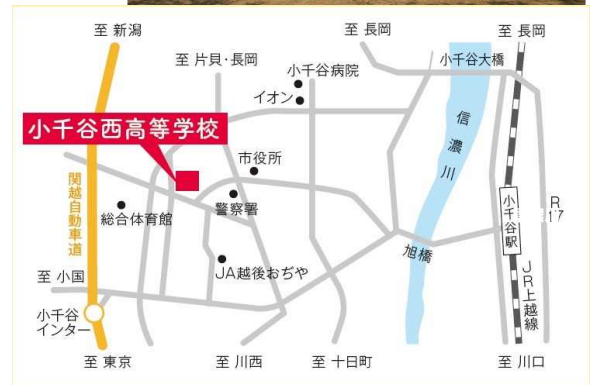 至 新潟
至 長岡
至 長岡
至 片貝・長岡
小千谷病院
小千谷大橋
イオン
小千谷西高等学校
信濃川
市役所
関越自動車道
総合体育館
警察署
小千谷駅
旭橋
JA越後おぢや
至 小国
JR上越線
小千谷
インター
至 東京
至 川西
至 十日町
至 川口